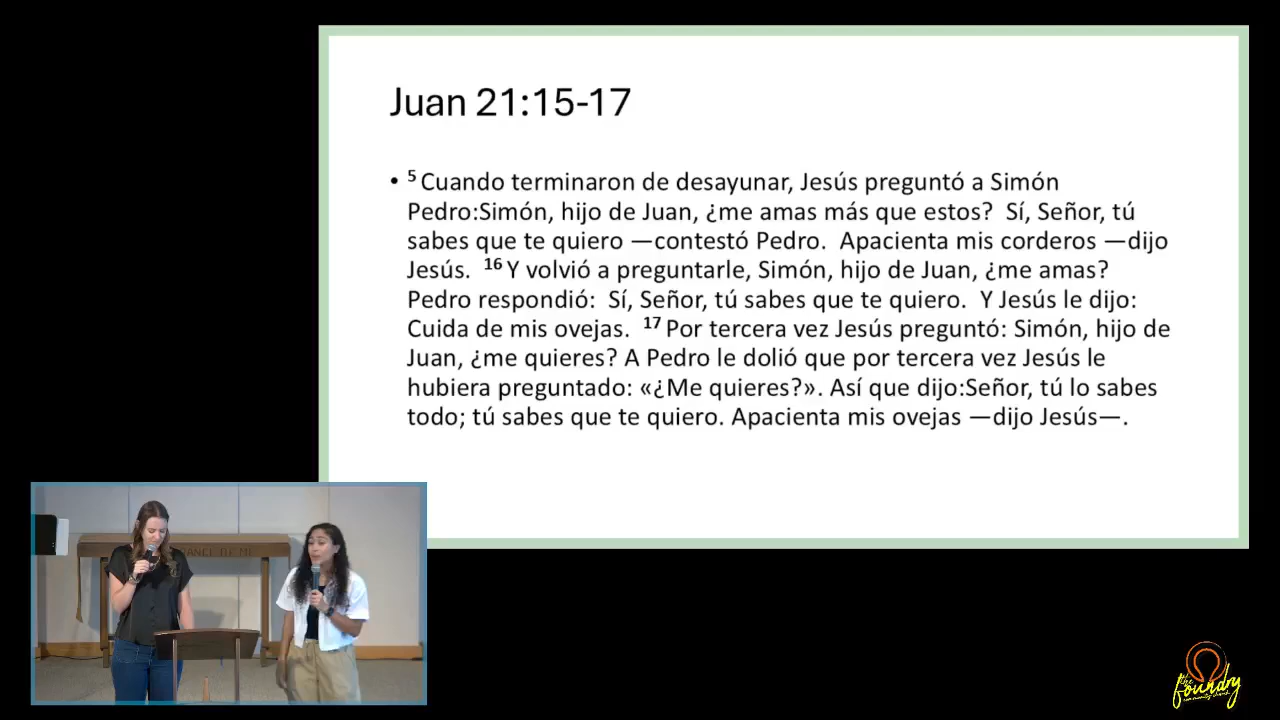 Juan 21:15-17
• ⁵ Cuando terminaron de desayunar, Jesús preguntó a Simón
Pedro:Simón, hijo de Juan, ¿me amas más que estos?  Sí, Señor, tú
sabes que te quiero —contestó Pedro.  Apacienta mis corderos —dijo
Jesús.  ¹⁶ Y volvió a preguntarle, Simón, hijo de Juan, ¿me amas?
Pedro respondió:  Sí, Señor, tú sabes que te quiero.  Y Jesús le dijo:
Cuida de mis ovejas.  ¹⁷ Por tercera vez Jesús preguntó: Simón, hijo de
Juan, ¿me quieres? A Pedro le dolió que por tercera vez Jesús le
hubiera preguntado: «¿Me quieres?». Así que dijo:Señor, tú lo sabes
todo; tú sabes que te quiero. Apacienta mis ovejas —dijo Jesús—.
the
foundry
community church